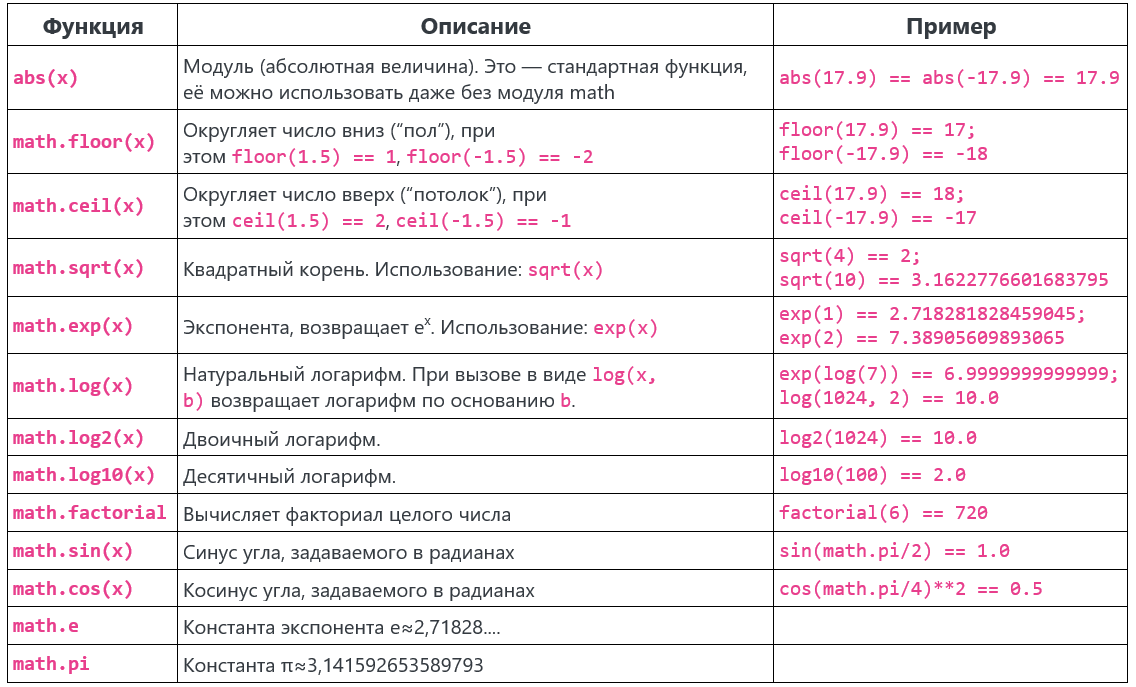 Функция Описание Пример
abs(x)
Модуль (абсолютная величина). Это — стандартная функция,
её можно использовать даже без модуля math
abs(17.9) == abs(-17.9) == 17.9
math.floor(x)
Округляет число вниз (“пол”), при
этом floor(1.5) == 1, floor(-1.5) == -2
floor(17.9) == 17;
floor(-17.9) == -18
math.ceil(x)
Округляет число вверх (“потолок”), при
этом ceil(1.5) == 2, ceil(-1.5) == -1
ceil(17.9) == 18;
ceil(-17.9) == -17
math.sqrt(x)
Квадратный корень. Использование: sqrt(x)
sqrt(4) == 2;
sqrt(10) == 3.1622776601683795
math.exp(x)
Экспонента, возвращает eˣ. Использование: exp(x)
exp(1) == 2.718281828459045;
exp(2) == 7.38905609893065
math.log(x)
Натуральный логарифм. При вызове в виде log(x,
b) возвращает логарифм по основанию b.
exp(log(7)) == 6.9999999999999;
log(1024, 2) == 10.0
math.log2(x)
Двоичный логарифм.
log2(1024) == 10.0
math.log10(x)
Десятичный логарифм.
log10(100) == 2.0
math.factorial
Вычисляет факториал целого числа
factorial(6) == 720
math.sin(x)
Синус угла, задаваемого в радианах
sin(math.pi/2) == 1.0
math.cos(x)
Косинус угла, задаваемого в радианах
cos(math.pi/4)**2 == 0.5
math.e
Константа экспонента e≈2,71828....
math.pi
Константа π≈3,141592653589793